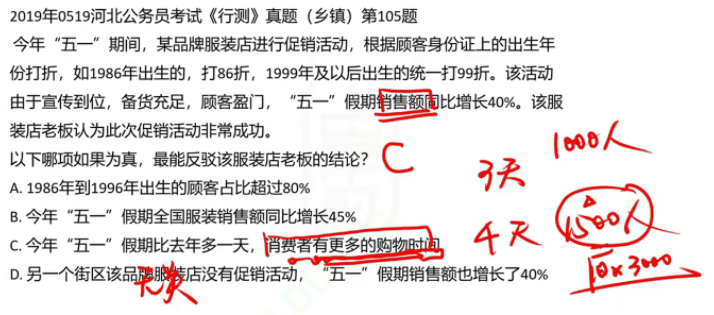 2019年0519河北公务员考试《行测》真题（乡镇）第105题
今年“五一”期间，某品牌服装店进行促销活动，根据顾客身份证上的出生年
份打折，如1986年出生的，打86折，1999年及以后出生的统一打99折。该活动
由于宣传到位，备货充足，顾客盈门，“五一”假期销售额同比增长40%。该服
装店老板认为此次促销活动非常成功。
以下哪项如果为真，最能反驳该服装店老板的结论？
C
1000人
3天
A. 1986年到1996年出生的顾客占比超过80%
B. 今年“五一”假期全国服装销售额同比增长45%
4天
1500人
C. 今年“五一”假期比去年多一天，消费者有更多的购物时间
D. 另一个街区该品牌服装店没有促销活动，“五一”假期销售额也增长了40%
无关